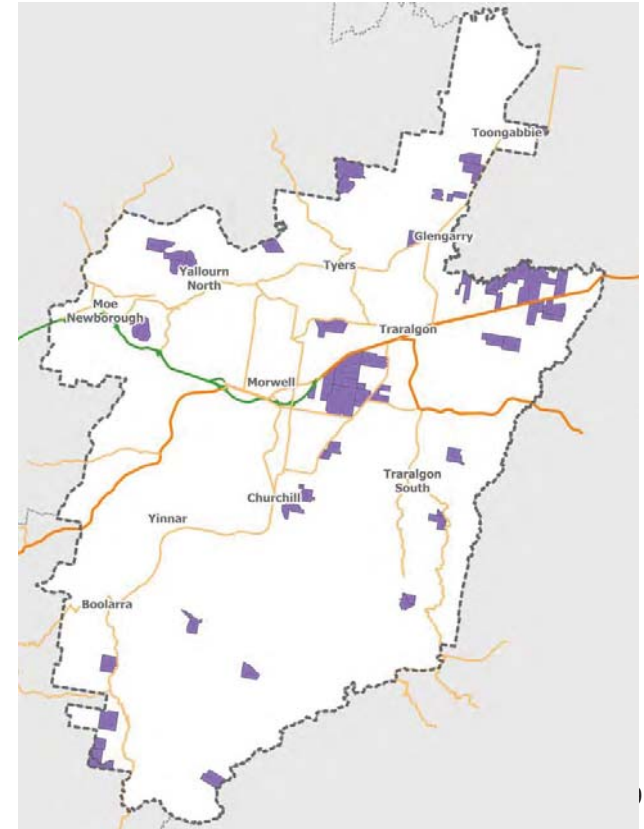 Toongabbie
Glengarry
Tyers
Yallourn
North
Moe
Newborough
Traralgon
Morwell
Traralgon
South
Churchill
Yinnar
Boolarra